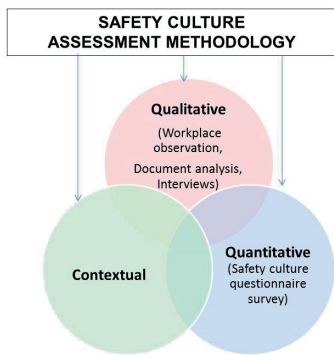 SAFETY CULTURE
ASSESSMENT METHODOLOGY
Qualitative
(Workplace
observation,
Document analysis,
Interviews)
Contextual
Quantitative
(Safety culture
questionnaire
survey)